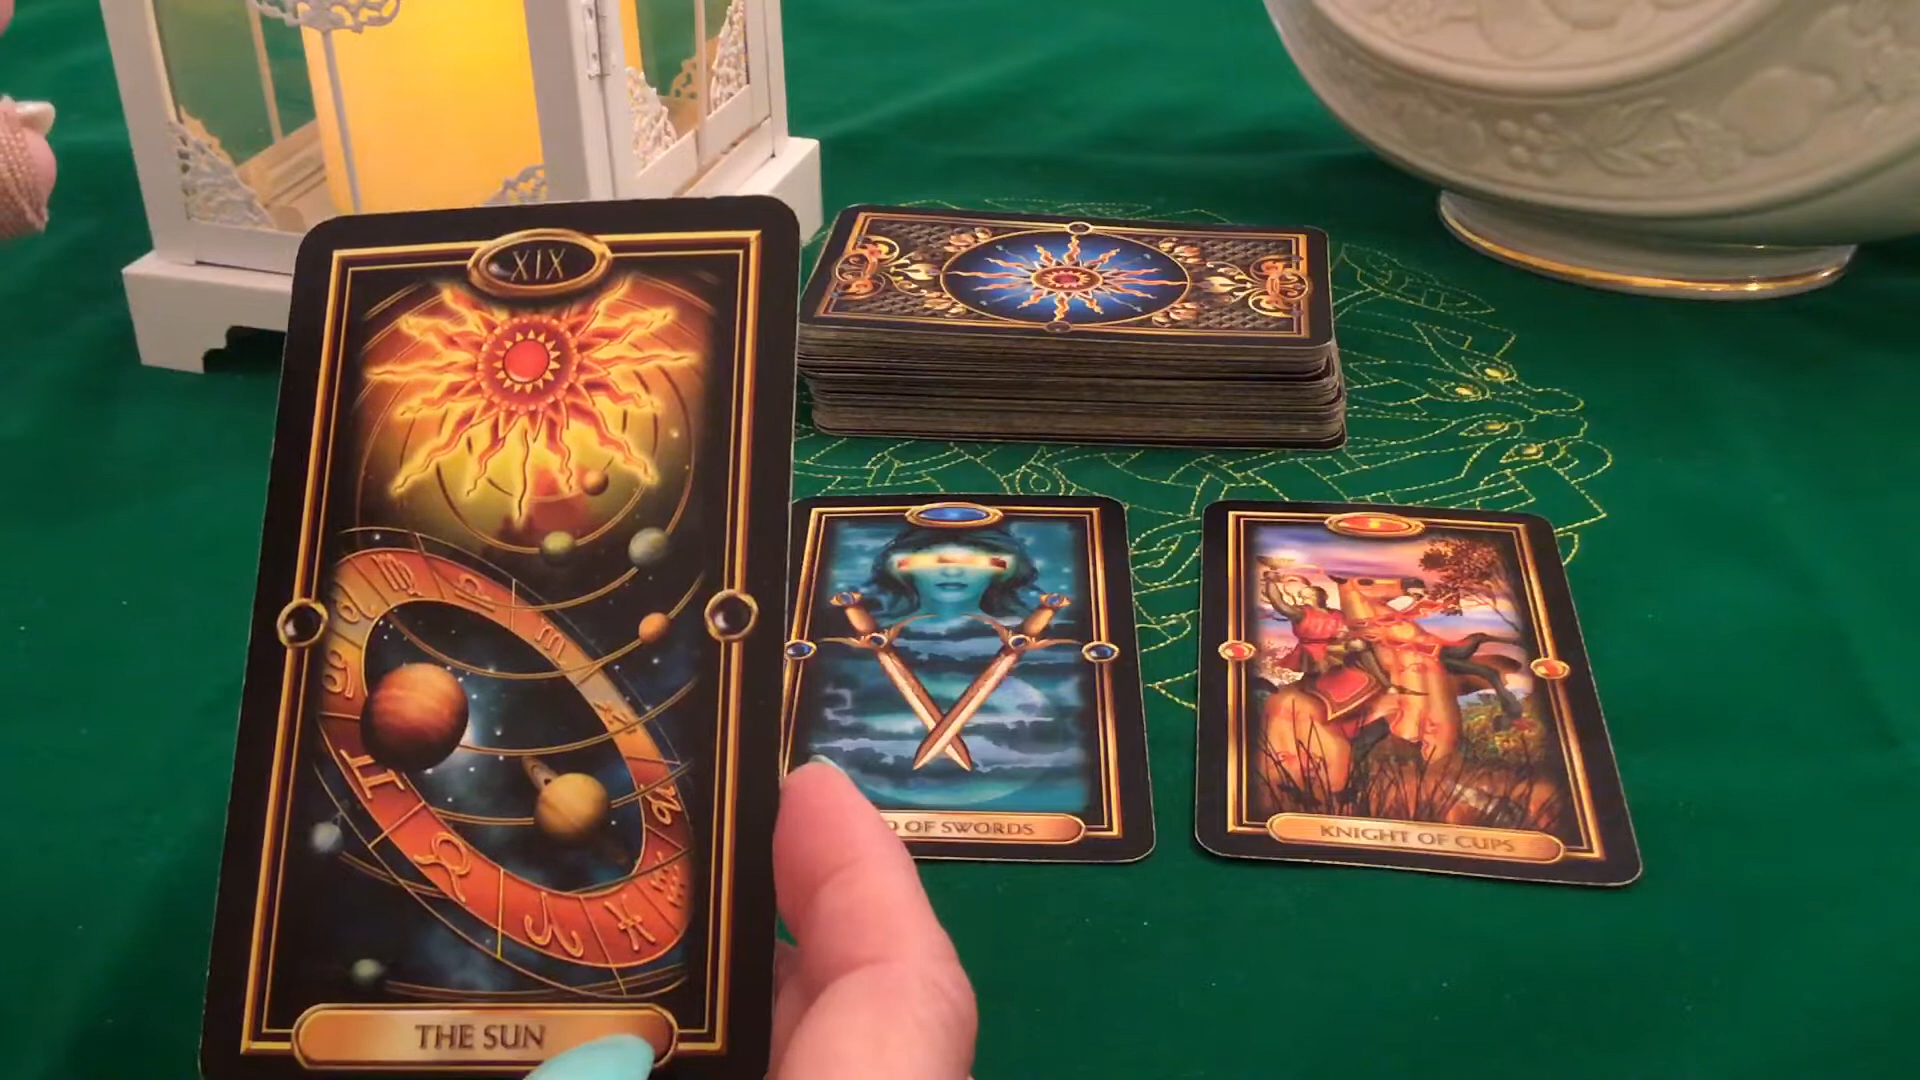 XIX
THE SUN
OF SWORDS
KNIGHT OF CUPS